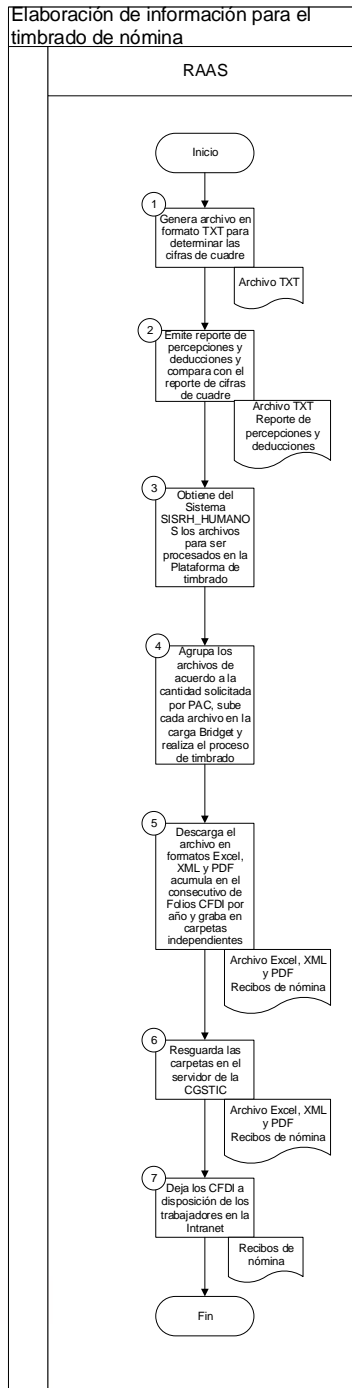 Elaboración de información para el
timbrado de nómina
RAAS
Inicio
1
Genera archivo en
formato TXT para
determinar las
cifras de cuadre
Archivo TXT
2
Emite reporte de
percepciones y
deducciones y
compara con el
reporte de cifras
de cuadre
Archivo TXT
Reporte de
percepciones y
deducciones
3
Obtiene del
Sistema
SISRH_HUMANO
S los archivos
para ser
procesados en la
Plataforma de
timbrado
4
Agrupa los
archivos de
acuerdo a la
cantidad solicitada
por PAC, sube
cada archivo en la
carga Bridget y
realiza el proceso
de timbrado
5
Descarga el
archivo en
formatos Excel,
XML y PDF
acumula en el
consecutivo de
Folios CFDI por
año y graba en
carpetas
independientes
Archivo Excel, XML
y PDF
Recibos de nómina
6
Resguarda las
carpetas en el
servidor de la
CGSTIC
Archivo Excel, XML
y PDF
Recibos de nómina
7
Deja los CFDI a
disposición de los
trabajadores en la
Intranet
Recibos de
nómina
Fin